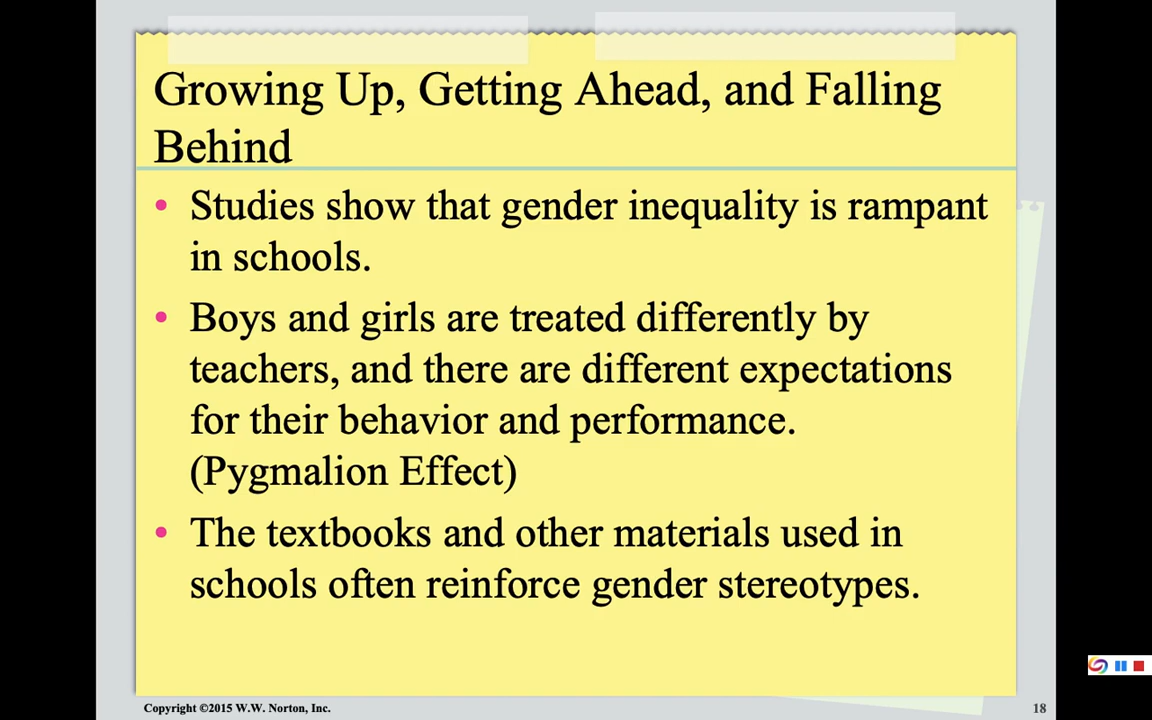 Growing Up, Getting Ahead, and Falling
Behind
• Studies show that gender inequality is rampant
in schools.
• Boys and girls are treated differently by
teachers, and there are different expectations
for their behavior and performance.
(Pygmalion Effect)
• The textbooks and other materials used in
schools often reinforce gender stereotypes.
Copyright ©2015 W.W. Norton, Inc.
18